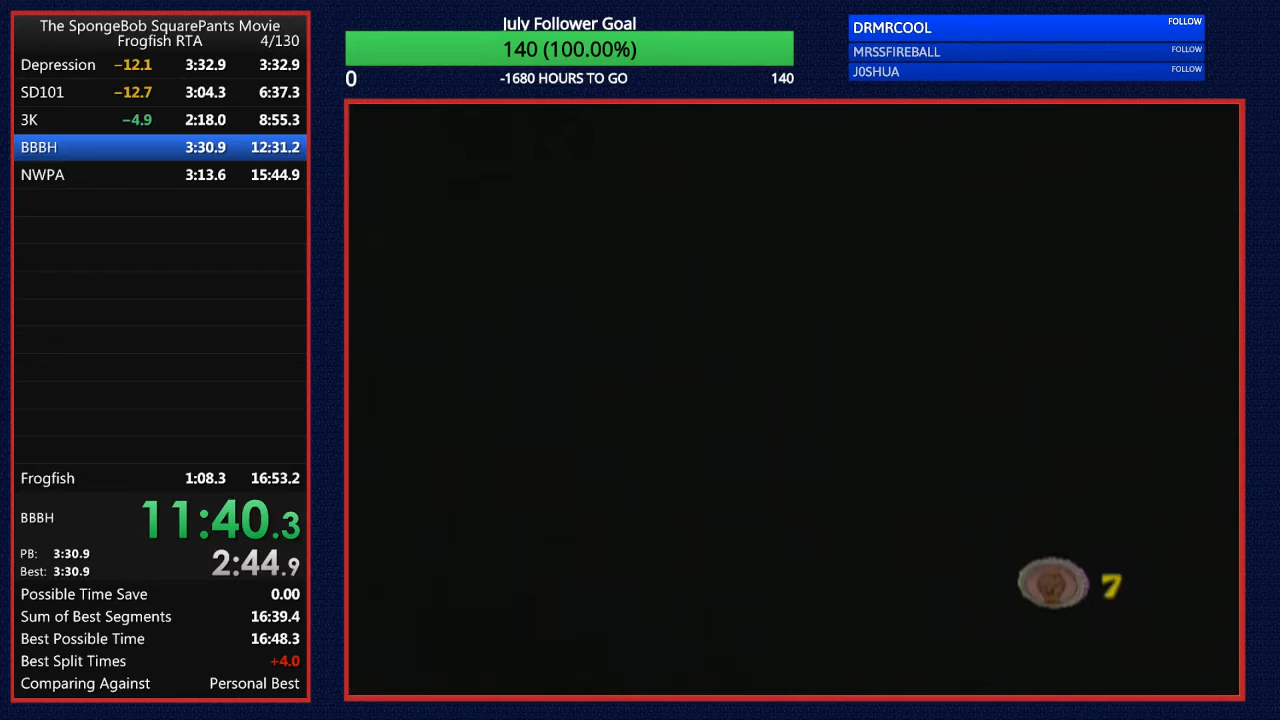 The SpongeBob SquarePants Movie
Frogfish RTA 4/130
Depression −12.1 3:32.9 3:32.9
SD101 −12.7 3:04.3 6:37.3
3K −4.9 2:18.0 8:55.3
BBBH 3:30.9 12:31.2
NWPA 3:13.6 15:44.9
Frogfish 1:08.3 16:53.2
BBBH 11:40.3
PB: 3:30.9
Best: 3:30.9 2:44.9
Possible Time Save 0.00
Sum of Best Segments 16:39.4
Best Possible Time 16:48.3
Best Split Times +4.0
Comparing Against Personal Best
July Follower Goal
140 (100.00%)
0 -1680 HOURS TO GO 140
DRMRCOOL FOLLOW
MRSSFIREBALL FOLLOW
J0SHUA FOLLOW
7